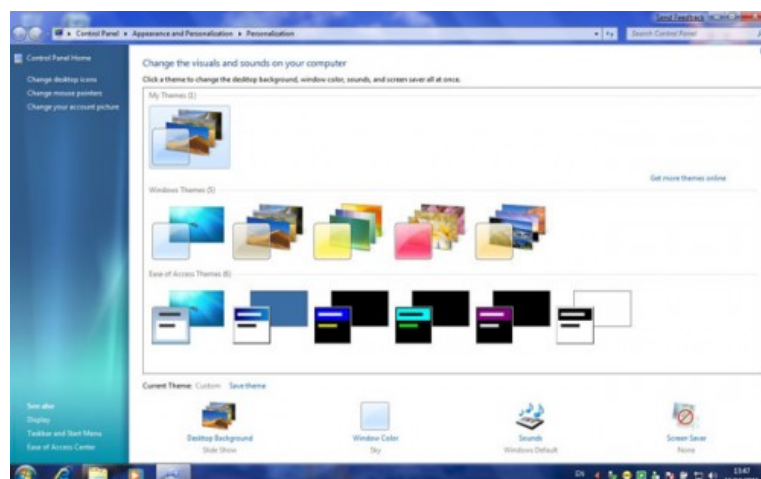 Send Feedback
Control Panel ▸ Appearance and Personalization ▸ Personalization
Search Control Panel
Control Panel Home
Change desktop icons
Change mouse pointers
Change your account picture
Change the visuals and sounds on your computer
Click a theme to change the desktop background, window color, sounds, and screen saver all at once.
My Themes (1)
Get more themes online
Windows Themes (5)
Ease of Access Themes (6)
Current Theme: Custom Save theme
See also
Display
Taskbar and Start Menu
Ease of Access Center
Desktop Background
Slide Show
Window Color
Sky
Sounds
Windows Default
Screen Saver
None
EN
13:47